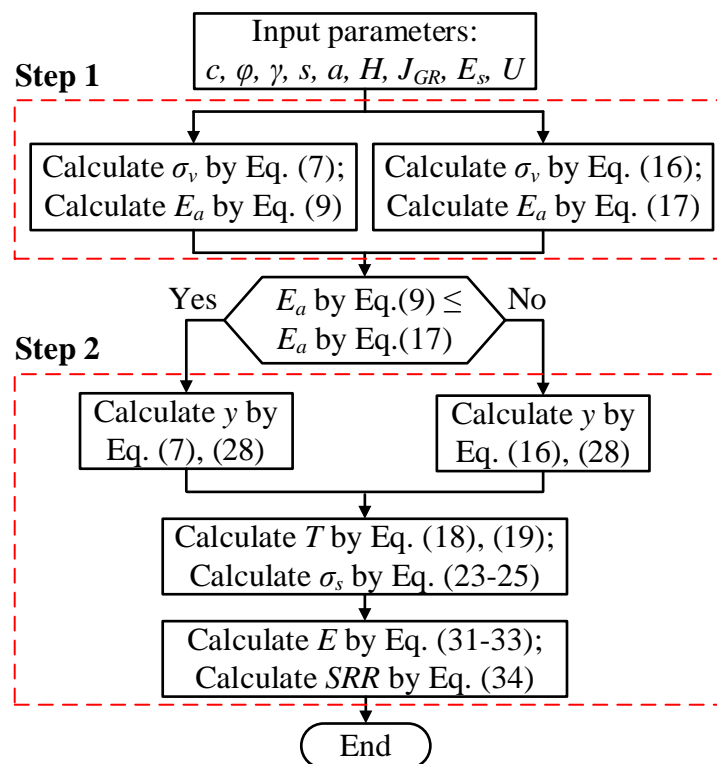 Input parameters:
c, φ, γ, s, a, H, J_GR, E_s, U
Step 1
Calculate σ_v by Eq. (7);
Calculate E_a by Eq. (9)
Calculate σ_v by Eq. (16);
Calculate E_a by Eq. (17)
Yes
E_a by Eq.(9) ≤
E_a by Eq.(17)
No
Step 2
Calculate y by
Eq. (7), (28)
Calculate y by
Eq. (16), (28)
Calculate T by Eq. (18), (19);
Calculate σ_s by Eq. (23-25)
Calculate E by Eq. (31-33);
Calculate SRR by Eq. (34)
End